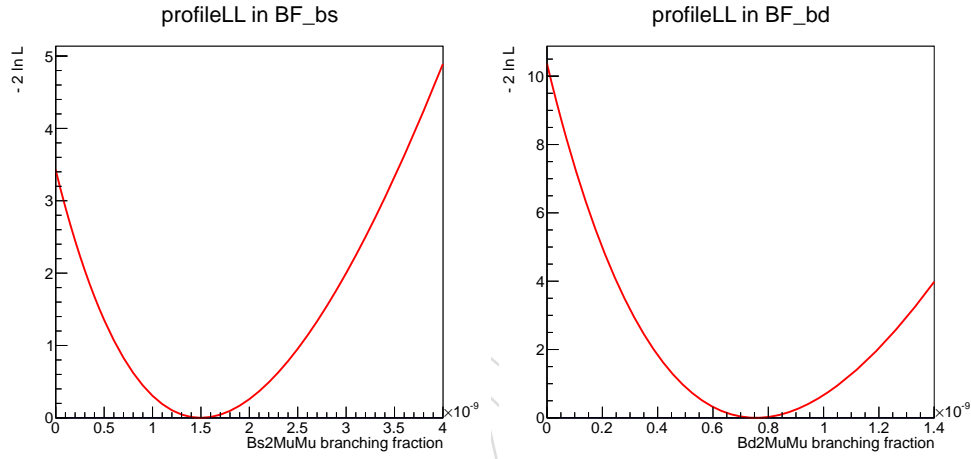 profileLL in BF_bs
- 2 ln L
5
4
3
2
1
0
0 0.5 1 1.5 2 2.5 3 3.5 4
×10⁻⁹
Bs2MuMu branching fraction
profileLL in BF_bd
- 2 ln L
10
8
6
4
2
0
0 0.2 0.4 0.6 0.8 1 1.2 1.4
×10⁻⁹
Bd2MuMu branching fraction